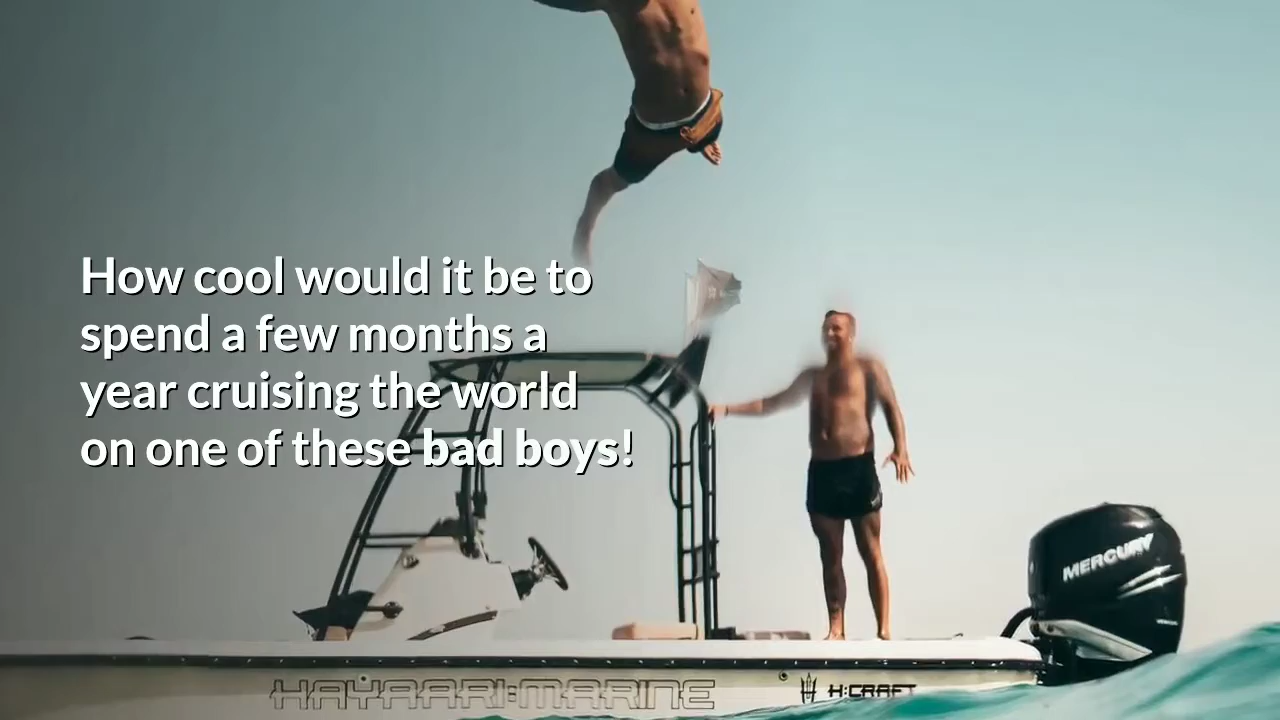 How cool would it be to
spend a few months a
year cruising the world
on one of these bad boys!
MERCURY
HAYAARI:MARINE
H:CRAFT